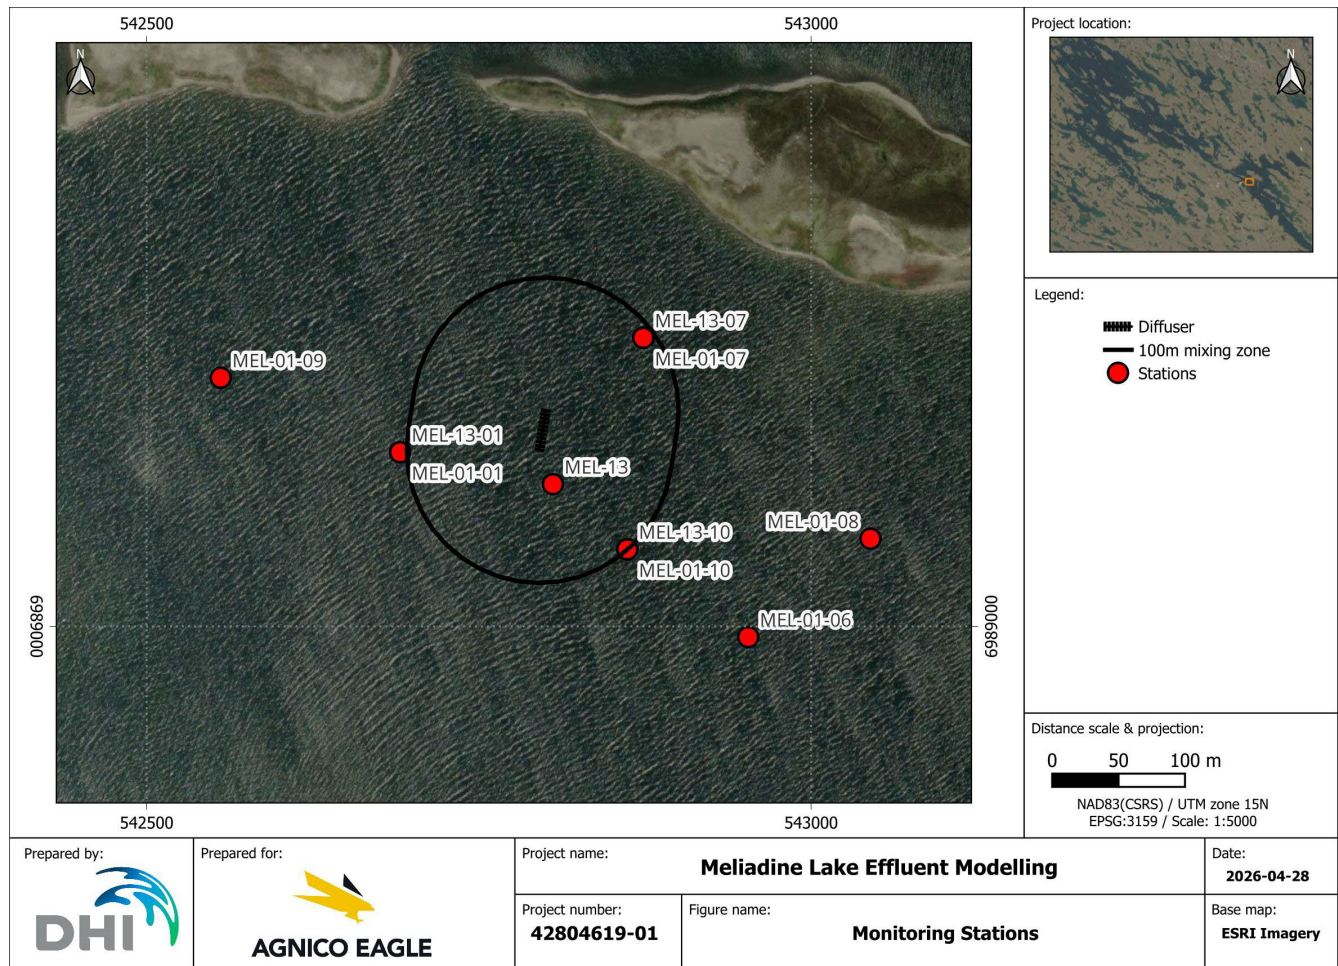 542500
543000
N
MEL-13-07
MEL-01-07
MEL-01-09
MEL-13-01
MEL-01-01
MEL-13
MEL-13-10
MEL-01-10
MEL-01-08
MEL-01-06
6989000
6989000
542500
543000
Project location:
N
Legend:
Diffuser
100m mixing zone
Stations
Distance scale & projection:
0 50 100 m
NAD83(CSRS) / UTM zone 15N
EPSG:3159 / Scale: 1:5000
Prepared by:
DHI
Prepared for:
AGNICO EAGLE
Project name:
Meliadine Lake Effluent Modelling
Date:
2026-04-28
Project number:
42804619-01
Figure name:
Monitoring Stations
Base map:
ESRI Imagery